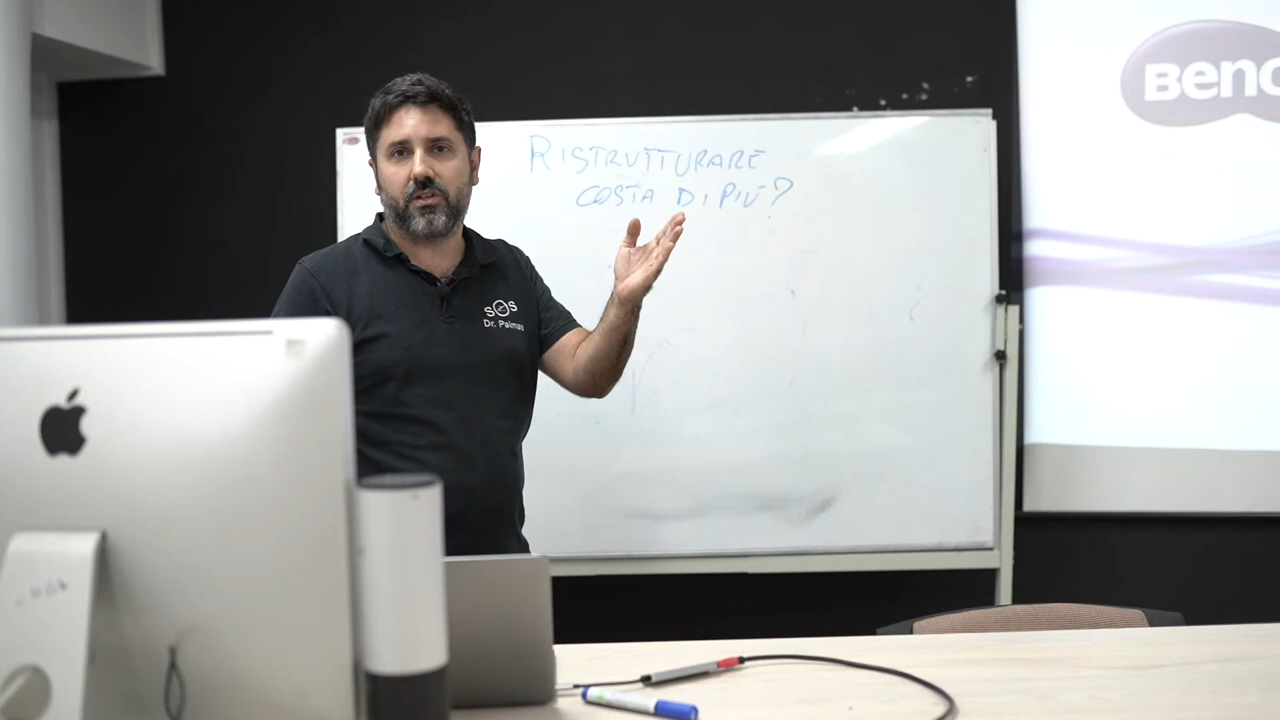 RISTRUTTURARE
COSTA DI PIÙ?
SOS
Dr. Palmas
BenQ